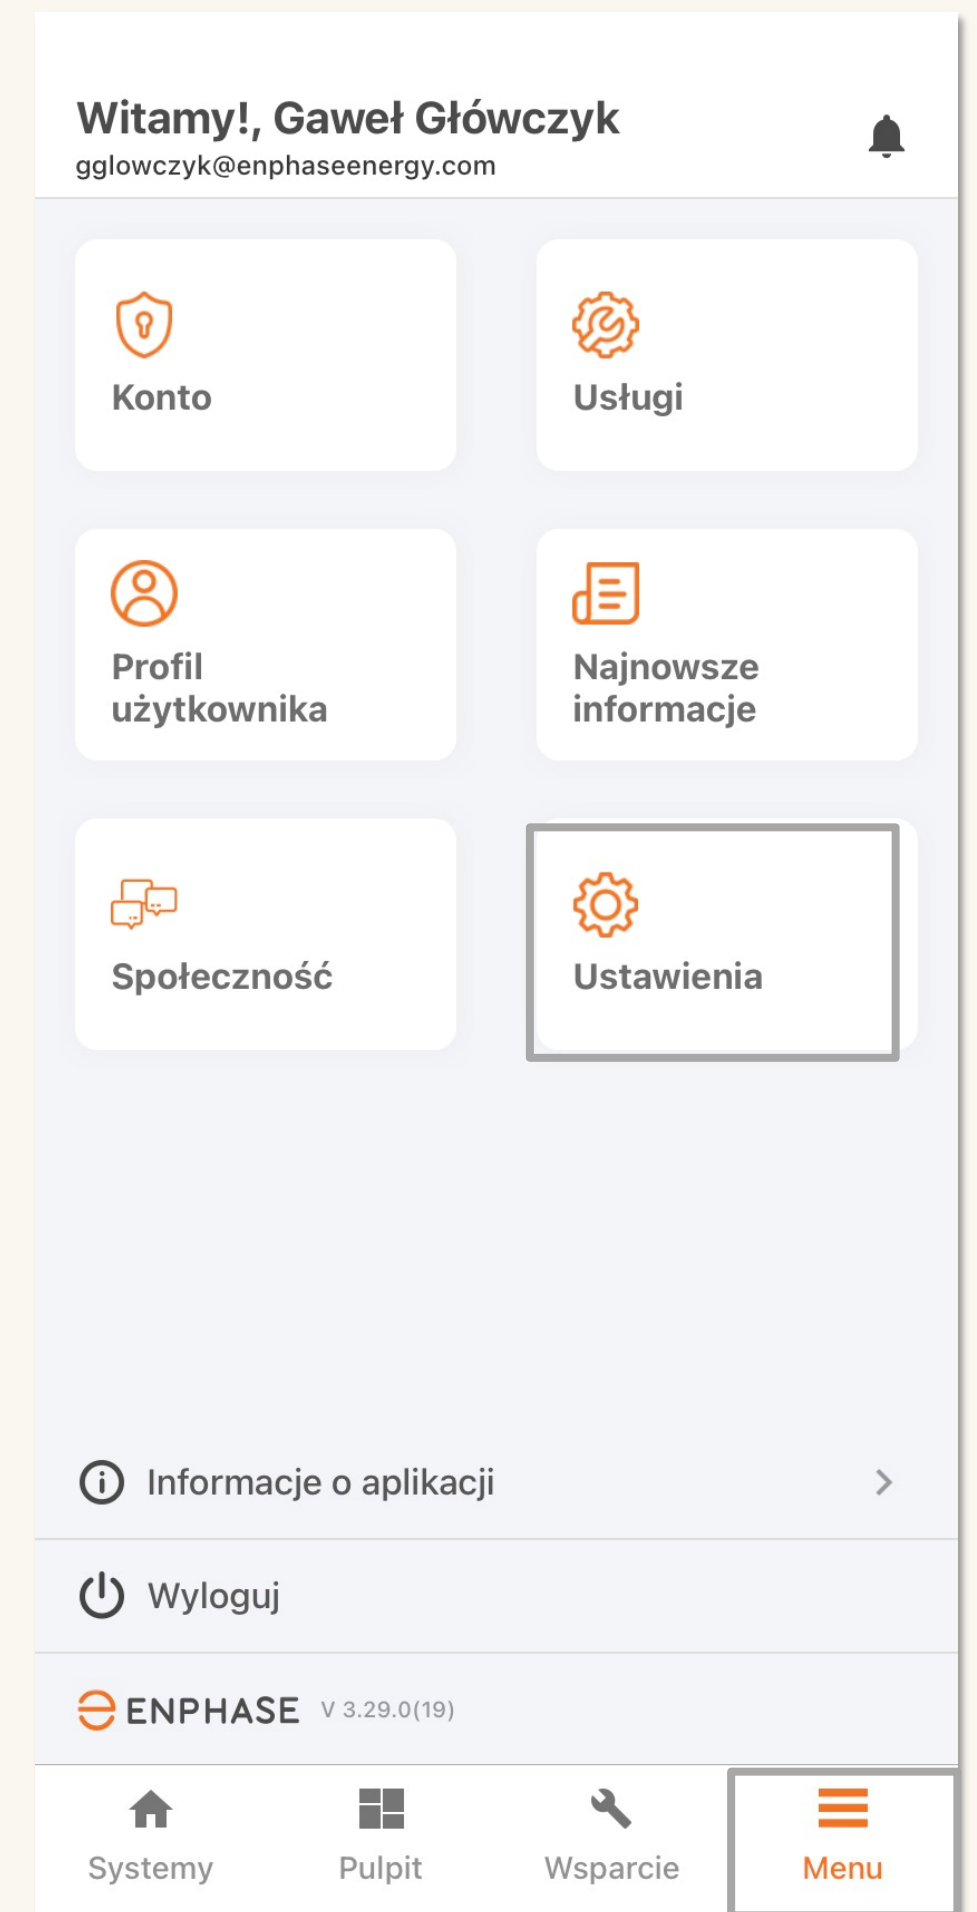 Witamy!, Gaweł Główczyk
gglowczyk@enphaseenergy.com
Konto
Usługi
Profil
użytkownika
Najnowsze
informacje
Społeczność
Ustawienia
Informacje o aplikacji
Wyloguj
ENPHASE V 3.29.0(19)
Systemy
Pulpit
Wsparcie
Menu